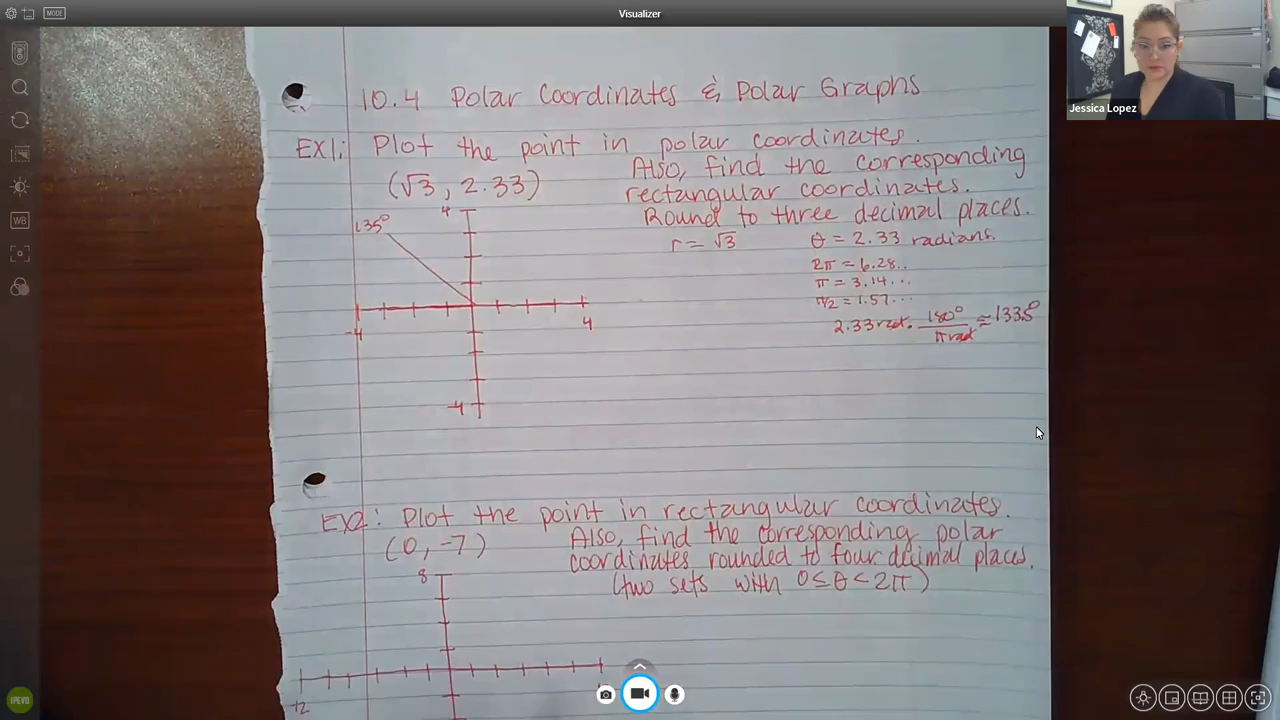 MODE
Visualizer
Jessica Lopez
10.4 Polar Coordinates & Polar Graphs
EX1: Plot the point in polar coordinates.
(√3, 2.33)
Also, find the corresponding
rectangular coordinates.
Round to three decimal places.
4
135°
r = √3
θ = 2.33 radians.
2π = 6.28..
π = 3.14...
π/2 = 1.57...
2.33 rad. 180°/π rad ≈ 133.5°
-4
4
-4
EX2: Plot the point in rectangular coordinates.
(0, -7)
Also, find the corresponding polar
coordinates rounded to four decimal places.
(two sets with 0 ≤ θ < 2π)
8
-12
WB
IPEVO